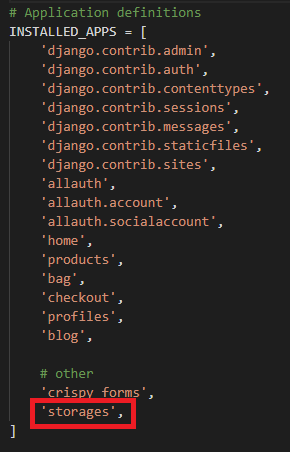 # Application definitions
INSTALLED_APPS = [
    'django.contrib.admin',
    'django.contrib.auth',
    'django.contrib.contenttypes',
    'django.contrib.sessions',
    'django.contrib.messages',
    'django.contrib.staticfiles',
    'django.contrib.sites',
    'allauth',
    'allauth.account',
    'allauth.socialaccount',
    'home',
    'products',
    'bag',
    'checkout',
    'profiles',
    'blog',

    # other
    'crispy_forms',
    'storages',
]